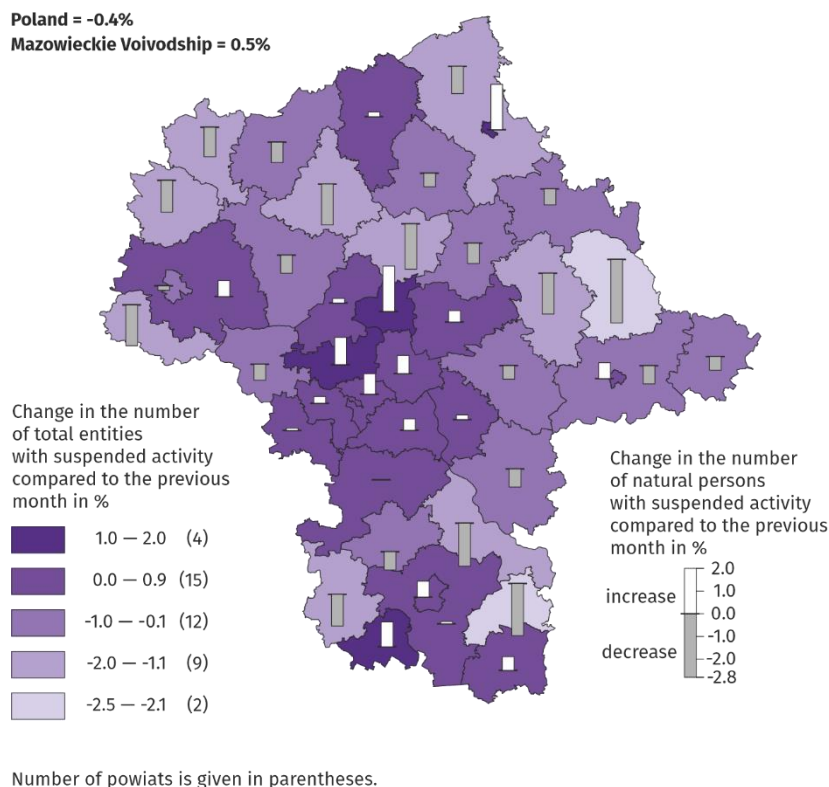 Poland = -0.4%
Mazowieckie Voivodship = 0.5%
Change in the number
of total entities
with suspended activity
compared to the previous
month in %
1.0 — 2.0 (4)
0.0 — 0.9 (15)
-1.0 — -0.1 (12)
-2.0 — -1.1 (9)
-2.5 — -2.1 (2)
Change in the number
of natural persons
with suspended activity
compared to the previous
month in %
increase
decrease
2.0
1.0
0.0
-1.0
-2.0
-2.8
Number of powiats is given in parentheses.